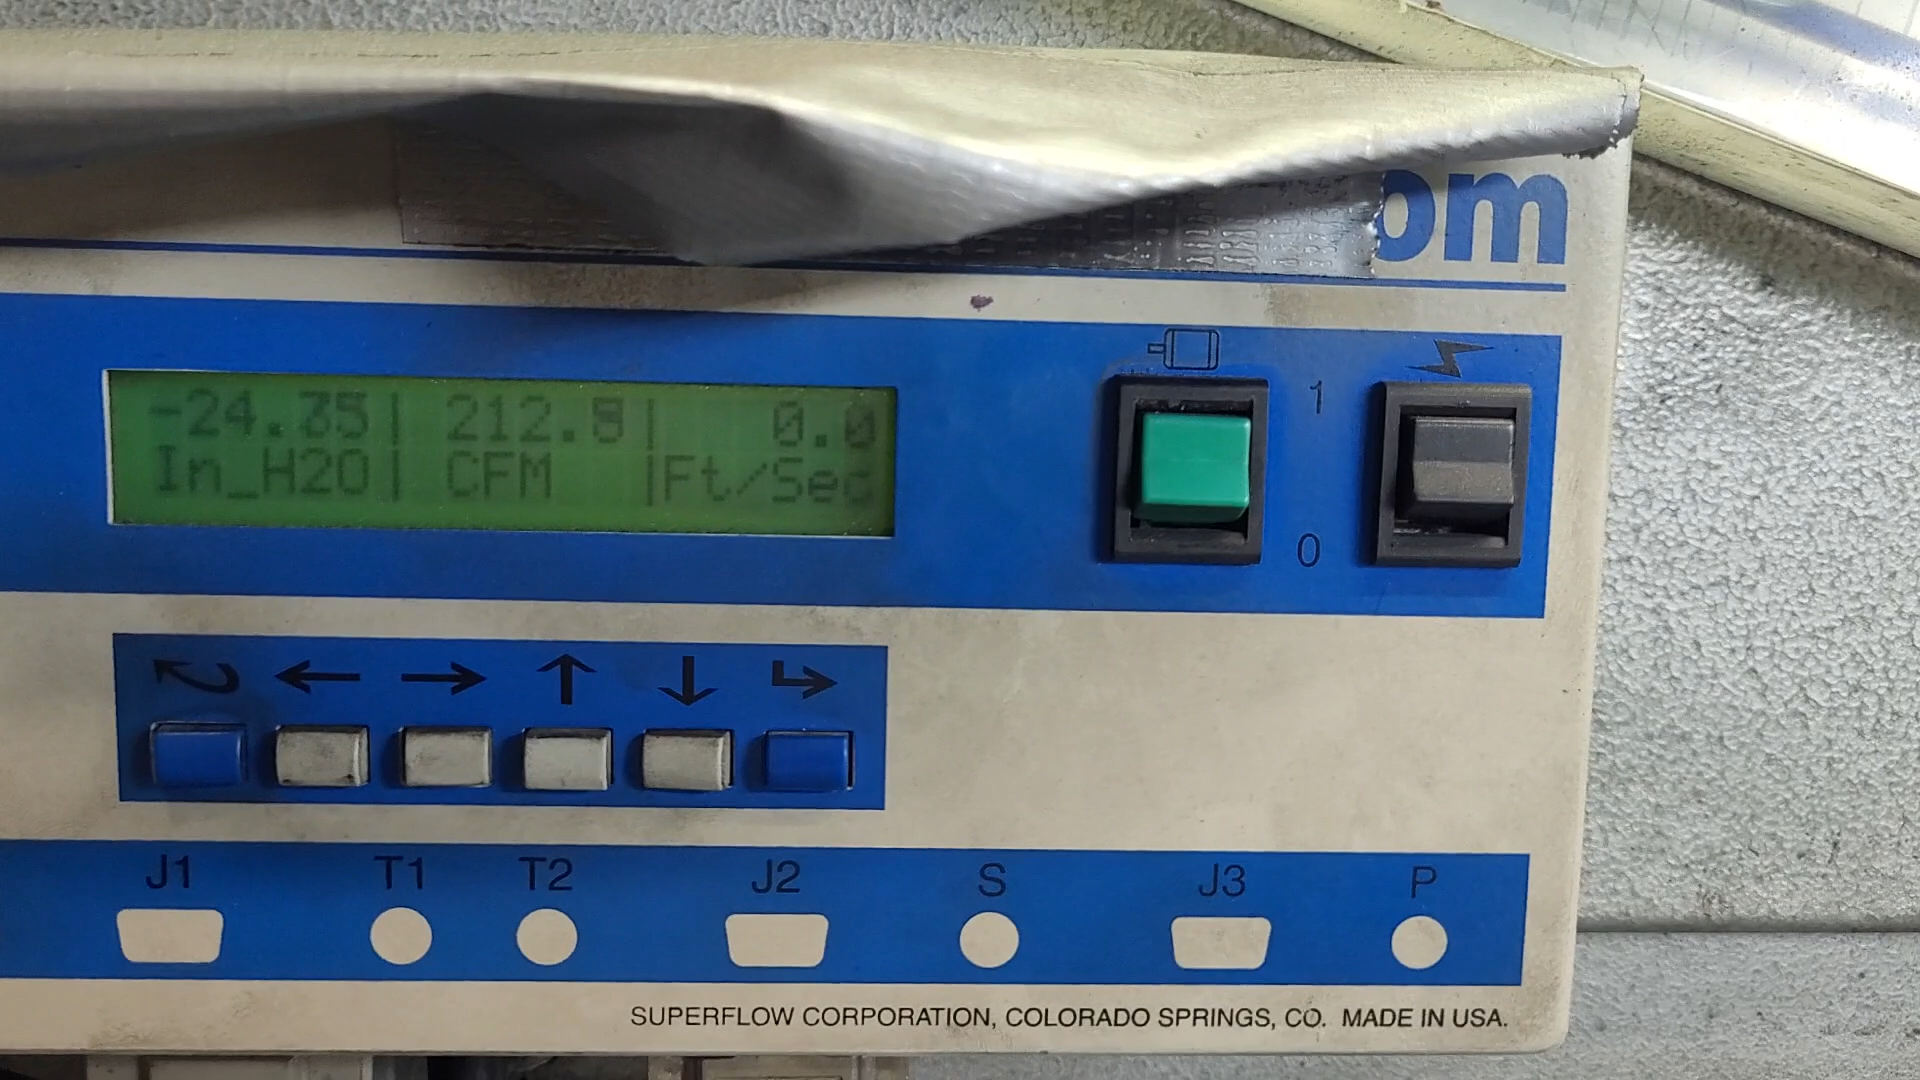 om
-24.35| 212.8| 0.0
In_H2O| CFM |Ft/Sec
1
0
J1 T1 T2 J2 S J3 P
SUPERFLOW CORPORATION, COLORADO SPRINGS, CO. MADE IN USA.